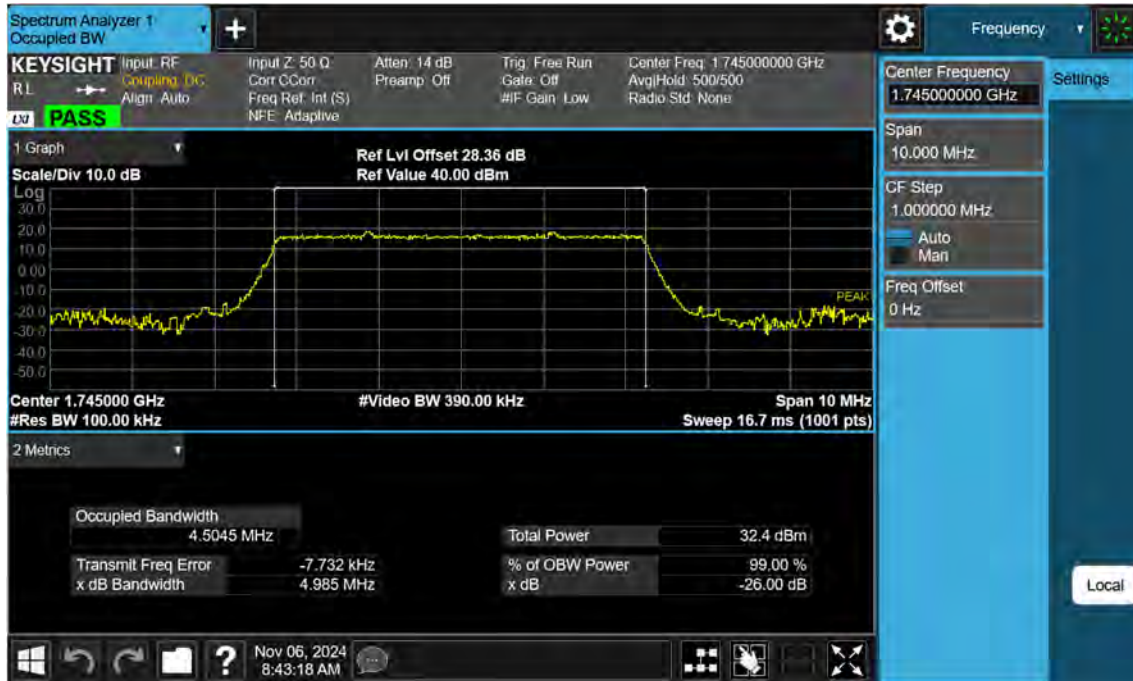 Spectrum Analyzer 1
Occupied BW
+
Frequency
KEYSIGHT
RL
LXI
PASS
Input: RF
Coupling: DC
Align: Auto
Input Z: 50 Ω
Corr CCorr
Freq Ref: Int (S)
NFE: Adaptive
Atten: 14 dB
Preamp: Off
Trig: Free Run
Gate: Off
#IF Gain: Low
Center Freq: 1.745000000 GHz
Avg|Hold: 500/500
Radio Std: None
1 Graph
Scale/Div 10.0 dB
Ref Lvl Offset 28.36 dB
Ref Value 40.00 dBm
Log
30.0
20.0
10.0
0.00
-10.0
-20.0
-30.0
-40.0
-50.0
PEAK
Center 1.745000 GHz
#Video BW 390.00 kHz
Span 10 MHz
#Res BW 100.00 kHz
Sweep 16.7 ms (1001 pts)
2 Metrics
Occupied Bandwidth
4.5045 MHz
Total Power 32.4 dBm
Transmit Freq Error -7.732 kHz
% of OBW Power 99.00 %
x dB Bandwidth 4.985 MHz
x dB -26.00 dB
Center Frequency
1.745000000 GHz
Settings
Span
10.000 MHz
CF Step
1.000000 MHz
Auto
Man
Freq Offset
0 Hz
Local
?
Nov 06, 2024
8:43:18 AM